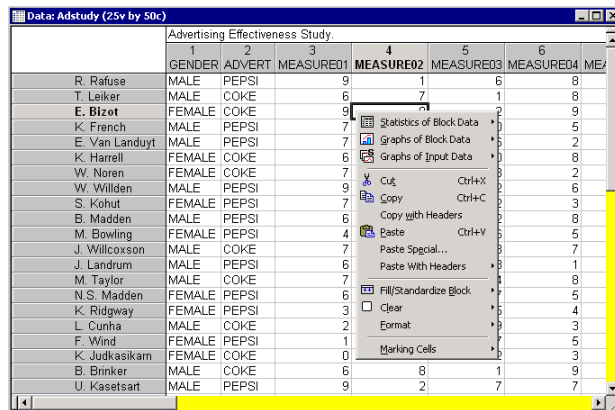 Data: Adstudy (25v by 50c)
Advertising Effectiveness Study.
1 2 3 4 5 6
GENDER ADVERT MEASURE01 MEASURE02 MEASURE03 MEASURE04 MEA
R. Rafuse MALE PEPSI 9 1 6 8
T. Leiker MALE COKE 6 7 1 8
E. Bizot FEMALE COKE 9 9
K. French MALE PEPSI 7 5
E. Van Landuyt MALE PEPSI 7 2
K. Harrell FEMALE COKE 6 8
W. Noren FEMALE COKE 7 2
W. Willden MALE PEPSI 9 6
S. Kohut FEMALE PEPSI 7 3
B. Madden MALE PEPSI 6 8
M. Bowling FEMALE PEPSI 4 5
J. Willcoxson MALE COKE 7 7
J. Landrum MALE PEPSI 6 1
M. Taylor MALE COKE 7 8
N.S. Madden FEMALE PEPSI 6 5
K. Ridgway FEMALE PEPSI 3 4
L. Cunha MALE COKE 2 3
F. Wind FEMALE PEPSI 1 5
K. Judkasikarn FEMALE COKE 0 3
B. Brinker MALE COKE 6 8 1 9
U. Kasetsart MALE PEPSI 9 2 7 7
Statistics of Block Data
Graphs of Block Data
Graphs of Input Data
Cut Ctrl+X
Copy Ctrl+C
Copy with Headers
Paste Ctrl+V
Paste Special...
Paste With Headers
Fill/Standardize Block
Clear
Format
Marking Cells